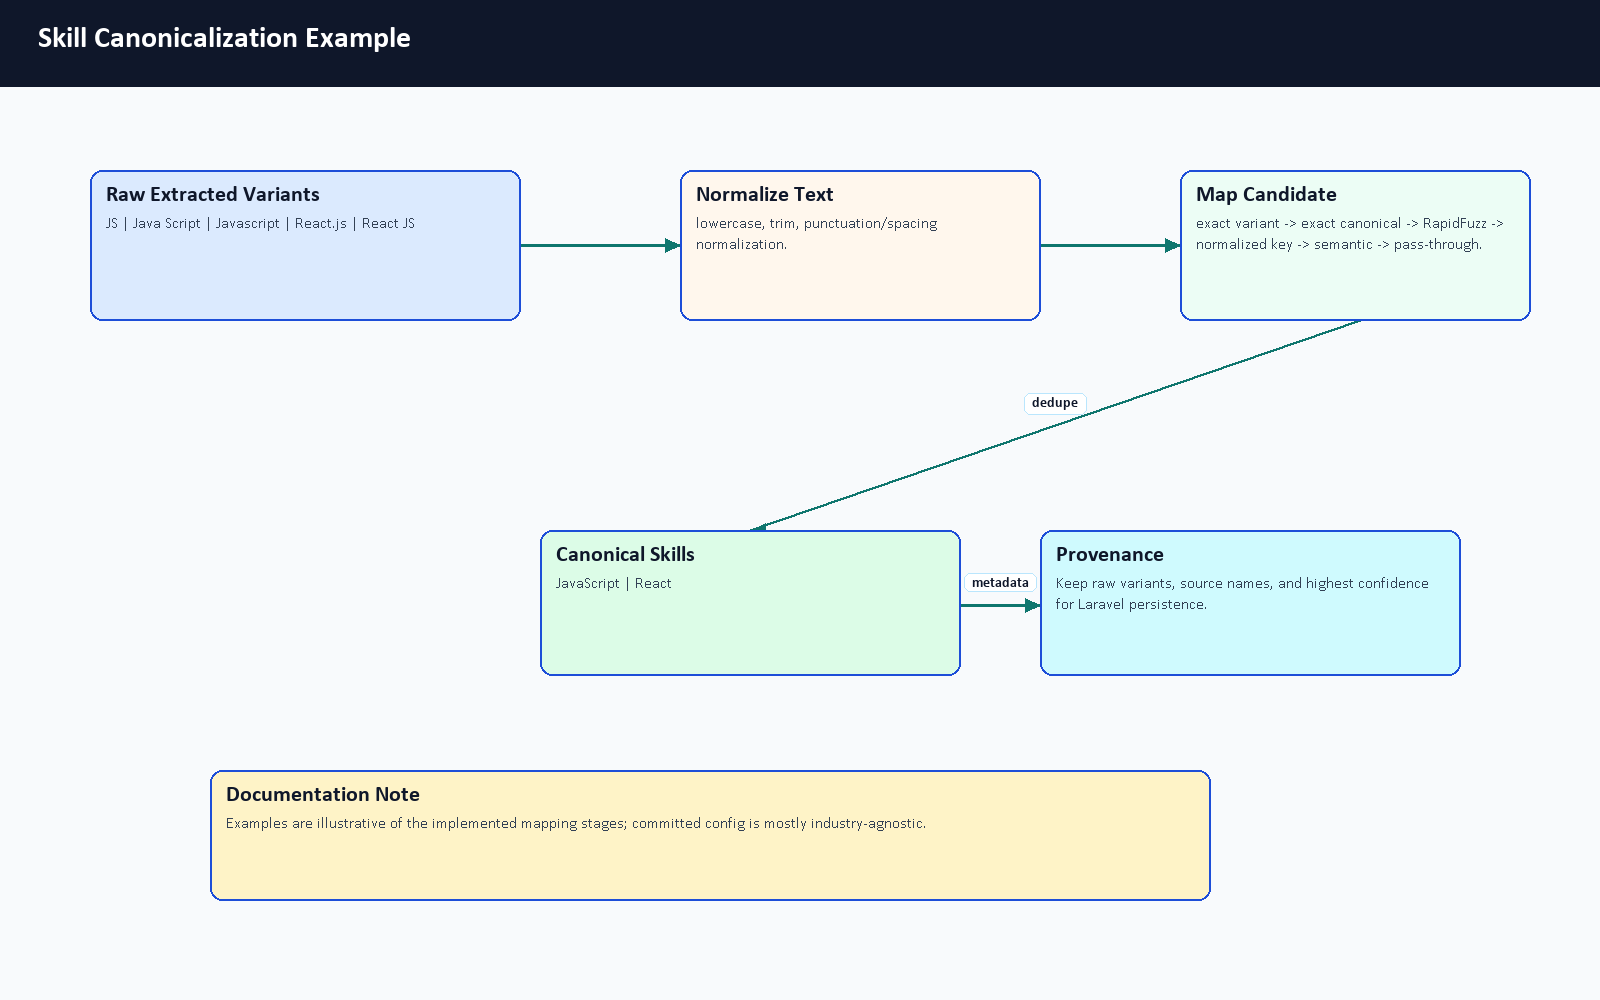 Skill Canonicalization Example
Raw Extracted Variants
JS | Java Script | Javascript | React.js | React JS
Normalize Text
lowercase, trim, punctuation/spacing
normalization.
Map Candidate
exact variant -> exact canonical -> RapidFuzz ->
normalized key -> semantic -> pass-through.
dedupe
Canonical Skills
JavaScript | React
metadata
Provenance
Keep raw variants, source names, and highest confidence
for Laravel persistence.
Documentation Note
Examples are illustrative of the implemented mapping stages; committed config is mostly industry-agnostic.